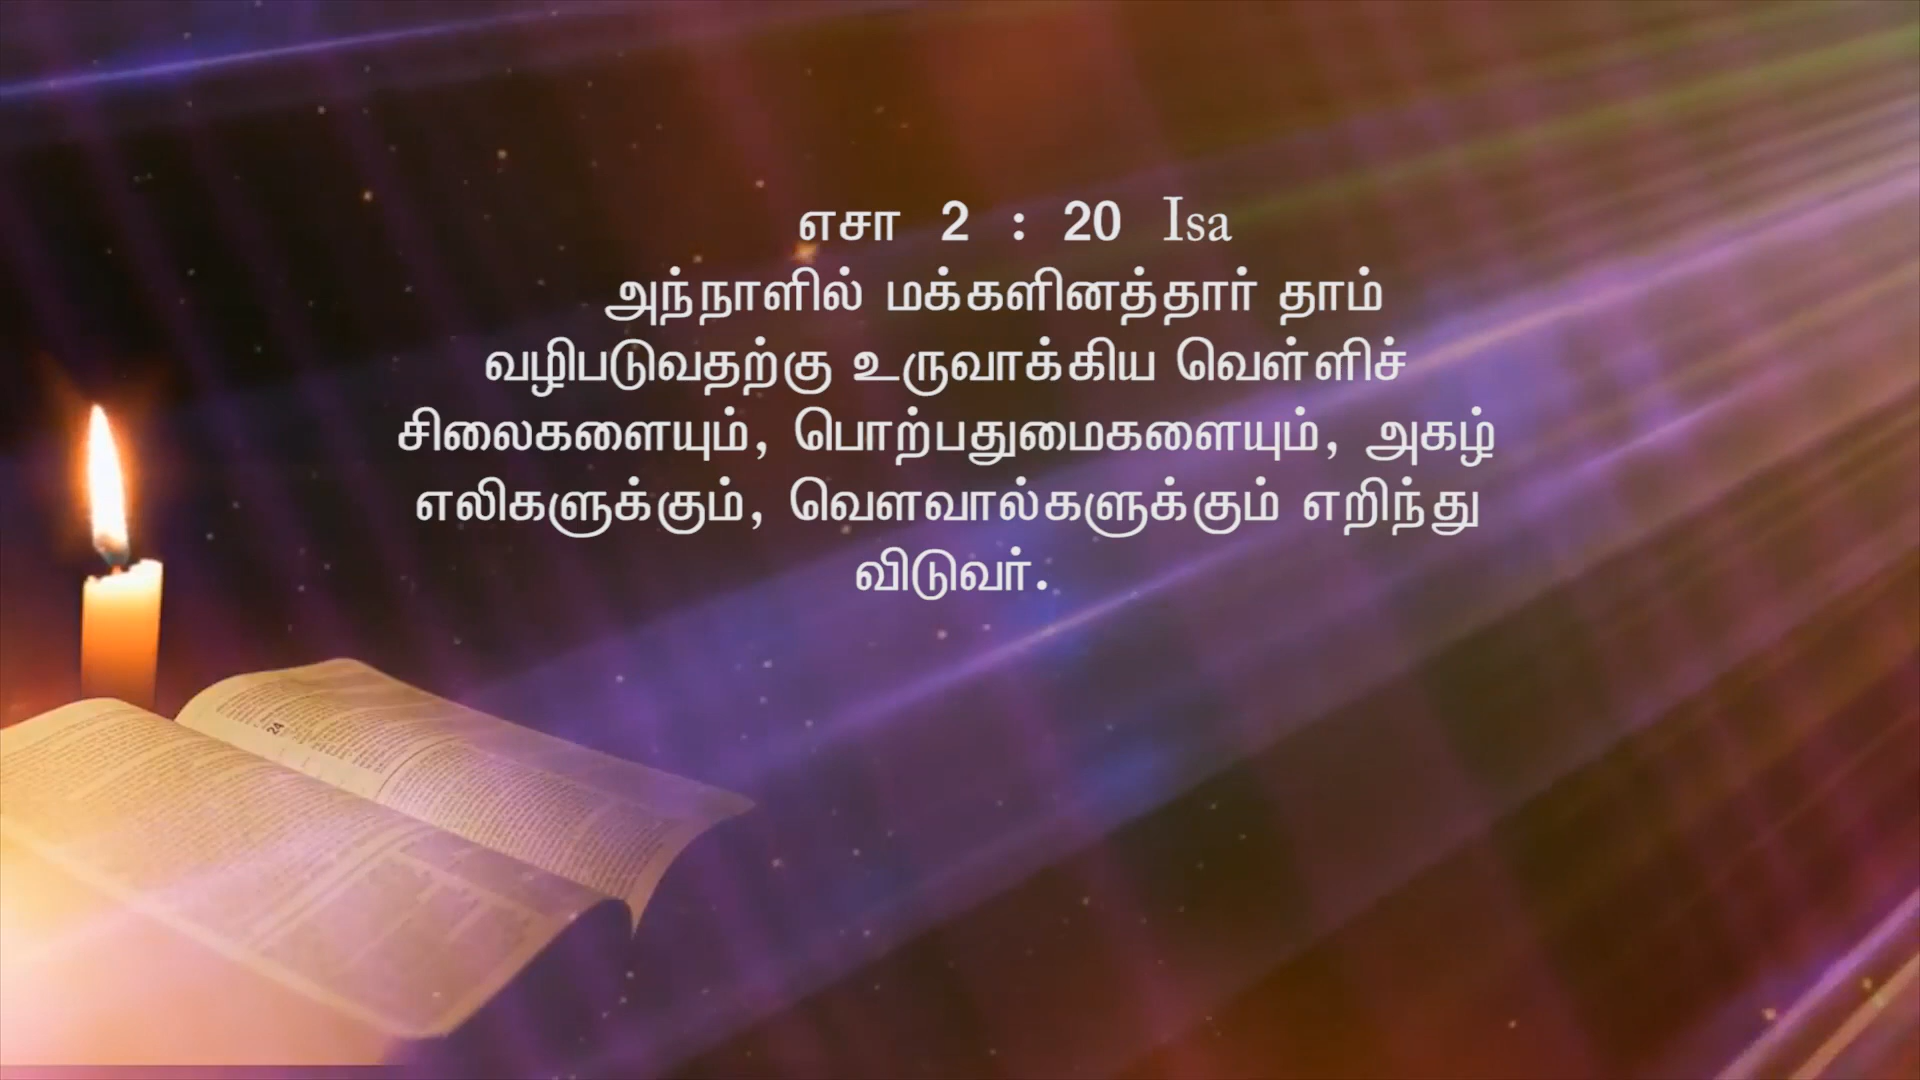 எசா 2 : 20 Isa
அந்நாளில் மக்களினத்தார் தாம்
வழிபடுவதற்கு உருவாக்கிய வெள்ளிச்
சிலைகளையும், பொற்பதுமைகளையும், அகழ்
எலிகளுக்கும், வௌவால்களுக்கும் எறிந்து
விடுவர்.
24